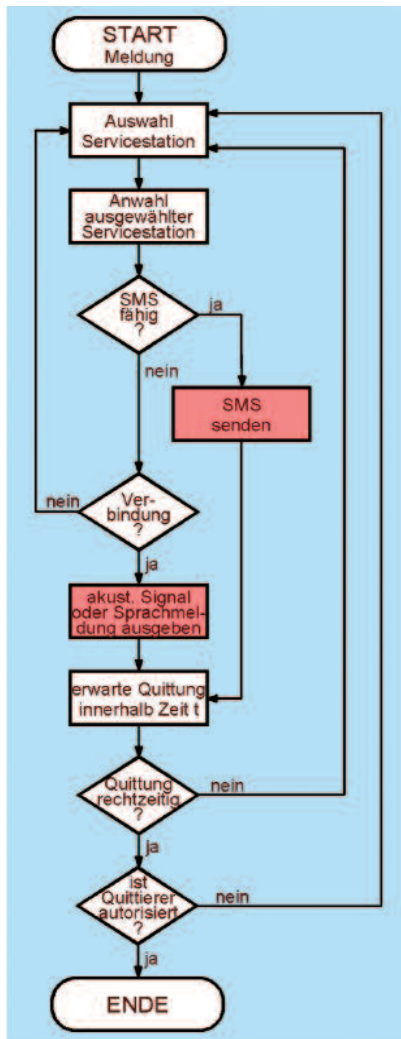 START
Meldung
Auswahl
Servicestation
Anwahl
ausgewählter
Servicestation
SMS
fähig
?
ja
nein
SMS
senden
nein
Ver-
bindung
?
ja
akust. Signal
oder Sprachmel-
dung ausgeben
erwarte Quittung
innerhalb Zeit t
Quittung
rechtzeitig
?
nein
ja
ist
Quittierer
autorisiert
?
nein
ja
ENDE